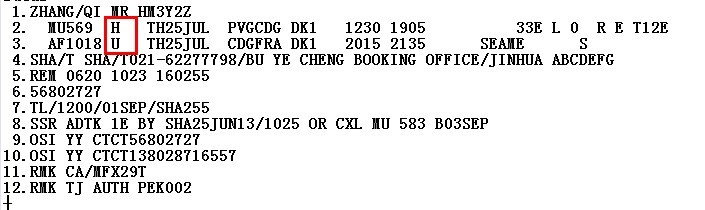 1.ZHANG/QI MR HM3Y2Z
2. MU569 H TH25JUL PVGCDG DK1 1230 1905 33E L 0 R E T12E
3. AF1018 U TH25JUL CDGFRA DK1 2015 2135 SEAME S
4.SHA/T SHA/T021-62277798/BU YE CHENG BOOKING OFFICE/JINHUA ABCDEFG
5.REM 0620 1023 160255
6.56802727
7.TL/1200/01SEP/SHA255
8.SSR ADTK 1E BY SHA25JUN13/1025 OR CXL MU 583 B03SEP
9.OSI YY CTCT56802727
10.OSI YY CTCT138028716557
11.RMK CA/MFX29T
12.RMK TJ AUTH PEK002